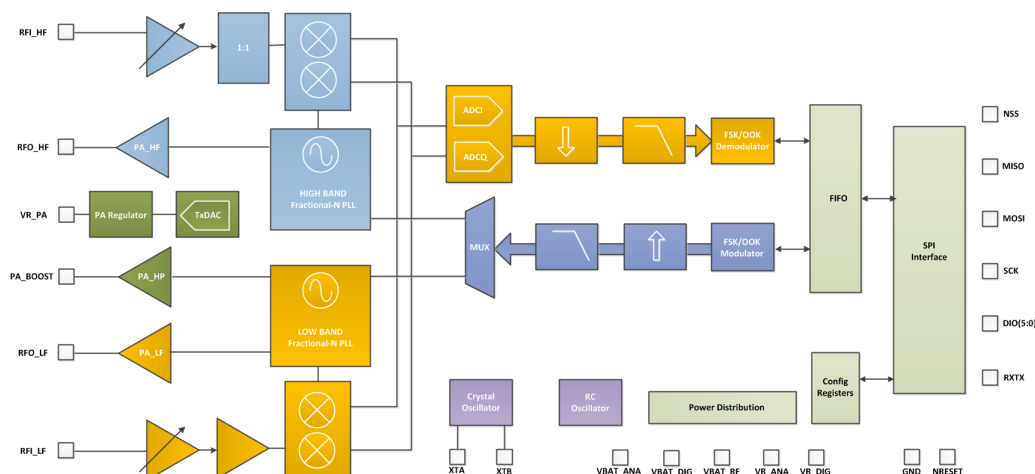 RFI_HF
1:1
ADCI
ADCQ
FSK/OOK
Demodulator
NSS
RFO_HF
PA_HF
MISO
HIGH BAND
Fractional-N PLL
FIFO
VR_PA
PA Regulator
TxDAC
MOSI
MUX
FSK/OOK
Modulator
SPI
Interface
PA_BOOST
PA_HP
SCK
LOW BAND
Fractional-N PLL
DIO(5:0)
RFO_LF
PA_LF
RXTX
Crystal
Oscillator
RC
Oscillator
Power Distribution
Config
Registers
RFI_LF
XTA
XTB
VBAT_ANA
VBAT_DIG
VBAT_RF
VR_ANA
VR_DIG
GND
NRESET